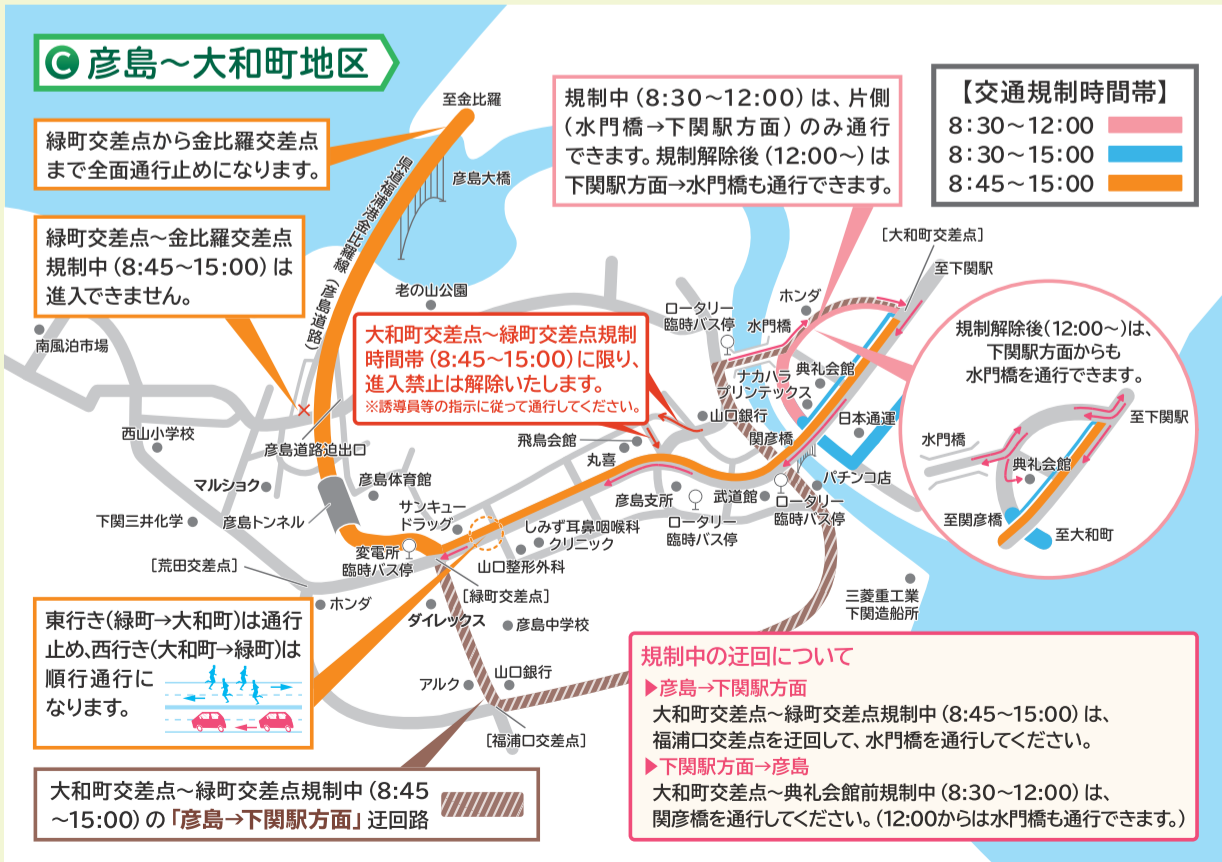 C 彦島～大和町地区
緑町交差点から金比羅交差点
まで全面通行止めになります。
緑町交差点～金比羅交差点
規制中（8:45～15:00）は
進入できません。
至金比羅
彦島大橋
県道福浦港金比羅線（彦島道路）
規制中（8:30～12:00）は、片側
（水門橋→下関駅方面）のみ通行
できます。規制解除後（12:00～）は
下関駅方面→水門橋も通行できます。
【交通規制時間帯】
8:30～12:00
8:30～15:00
8:45～15:00
［大和町交差点］
至下関駅
老の山公園
ロータリー
臨時バス停
ホンダ
水門橋
南風泊市場
大和町交差点～緑町交差点規制
時間帯（8:45～15:00）に限り、
進入禁止は解除いたします。
※誘導員等の指示に従って通行してください。
規制解除後（12:00～）は、
下関駅方面からも
水門橋を通行できます。
至下関駅
水門橋
典礼会館
至関彦橋
至大和町
ナカハラ
プリンテックス
典礼会館
山口銀行
日本通運
関彦橋
飛鳥会館
丸喜
西山小学校
彦島道路迫出口
マルショク
彦島体育館
彦島支所
武道館
パチンコ店
ロータリー
臨時バス停
ロータリー
臨時バス停
下関三井化学
彦島トンネル
サンキュー
ドラッグ
しみず耳鼻咽喉科
クリニック
変電所
臨時バス停
山口整形外科
［荒田交差点］
［緑町交差点］
ホンダ
ダイレックス
彦島中学校
三菱重工業
下関造船所
東行き（緑町→大和町）は通行
止め、西行き（大和町→緑町）は
順行通行に
なります。
アルク
山口銀行
［福浦口交差点］
大和町交差点～緑町交差点規制中（8:45
～15:00）の「彦島→下関駅方面」迂回路
規制中の迂回について
▶彦島→下関駅方面
大和町交差点～緑町交差点規制中（8:45～15:00）は、
福浦口交差点を迂回して、水門橋を通行してください。
▶下関駅方面→彦島
大和町交差点～典礼会館前規制中（8:30～12:00）は、
関彦橋を通行してください。（12:00からは水門橋も通行できます。）